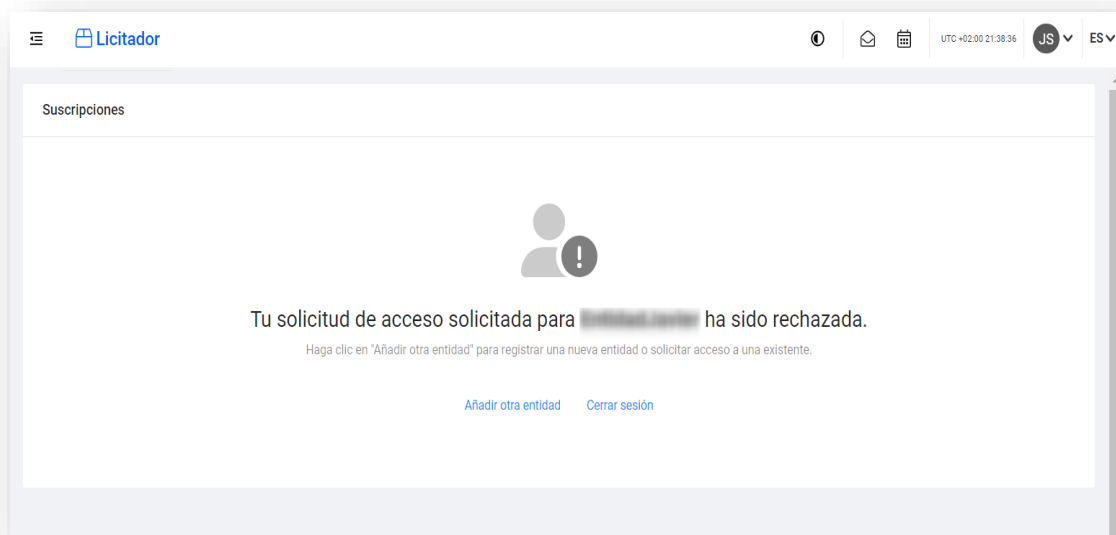 Licitador
UTC +02:00 21:38:36
JS
ES
Suscripciones
Tu solicitud de acceso solicitada para ha sido rechazada.
Haga clic en "Añadir otra entidad" para registrar una nueva entidad o solicitar acceso a una existente.
Añadir otra entidad
Cerrar sesión